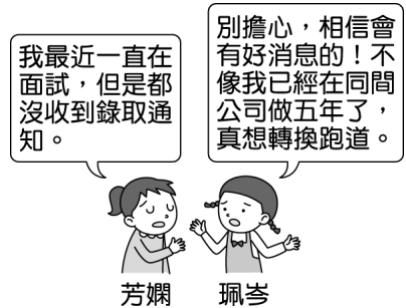 我最近一直在
面試，但是都
沒收到錄取通
知。
別擔心，相信會
有好消息的！不
像我已經在同間
公司做五年了，
真想轉換跑道。
芳嫻
珮岑